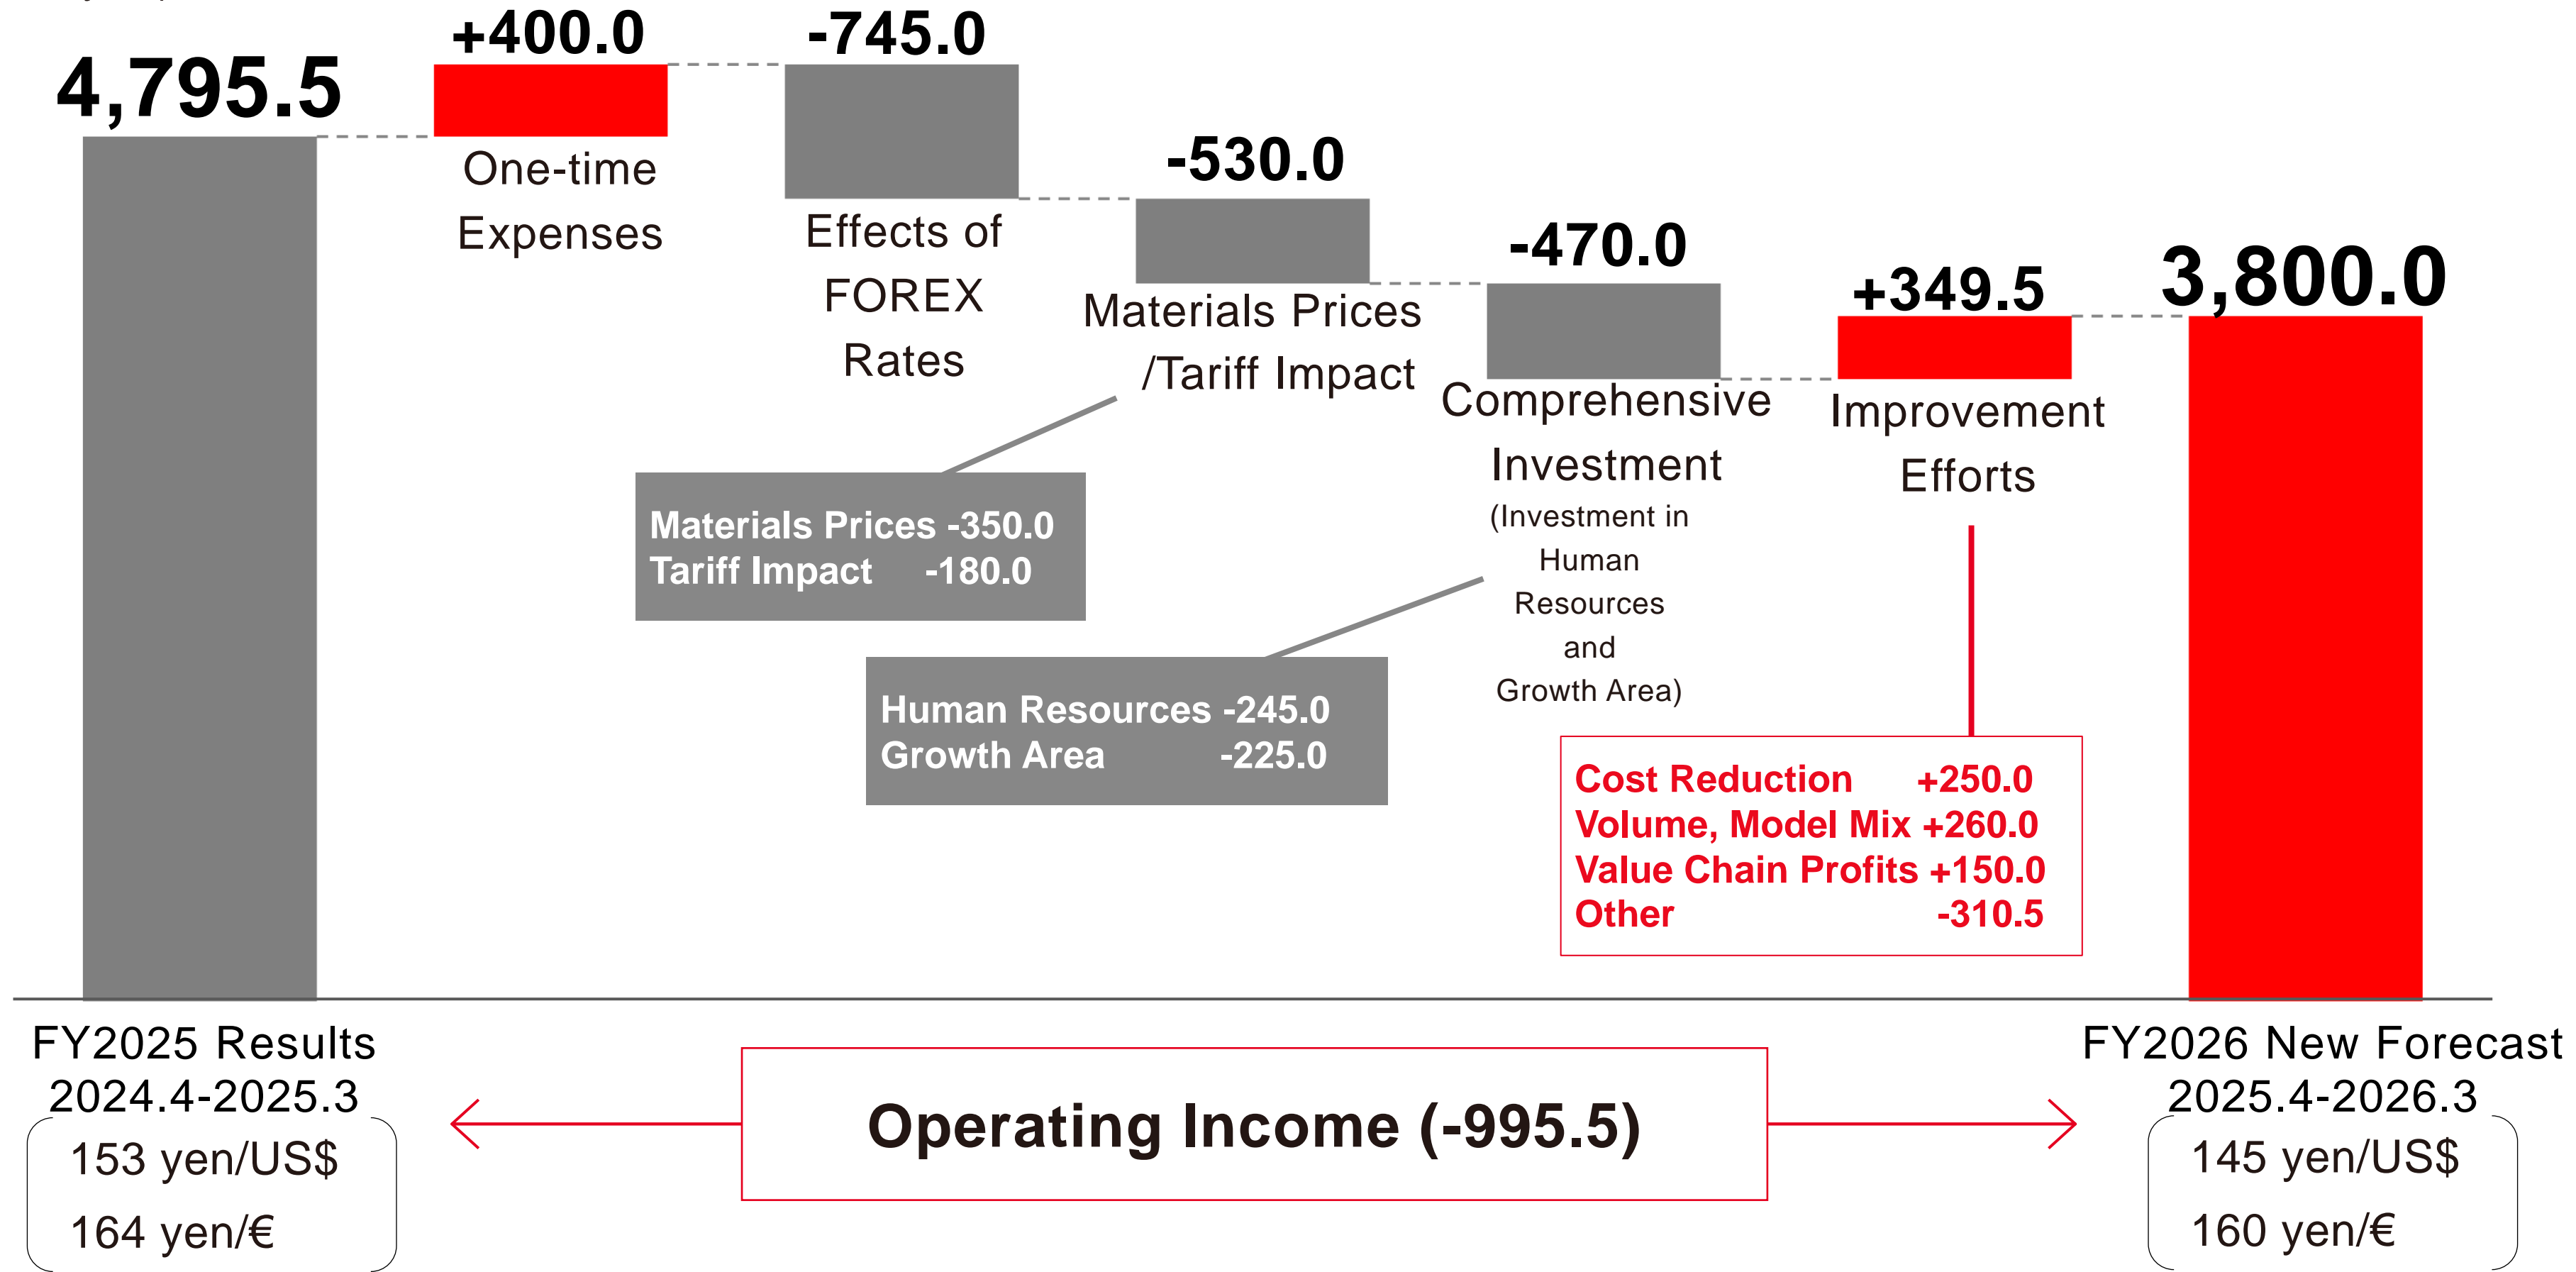 4,795.5
+400.0
One-time
Expenses
-745.0
Effects of
FOREX
Rates
-530.0
Materials Prices
/Tariff Impact
-470.0
Comprehensive
Investment
(Investment in
Human
Resources
and
Growth Area)
+349.5
Improvement
Efforts
3,800.0
Materials Prices -350.0
Tariff Impact -180.0
Human Resources -245.0
Growth Area -225.0
Cost Reduction +250.0
Volume, Model Mix +260.0
Value Chain Profits +150.0
Other -310.5
FY2025 Results
2024.4-2025.3
153 yen/US$
164 yen/€
Operating Income (-995.5)
FY2026 New Forecast
2025.4-2026.3
145 yen/US$
160 yen/€